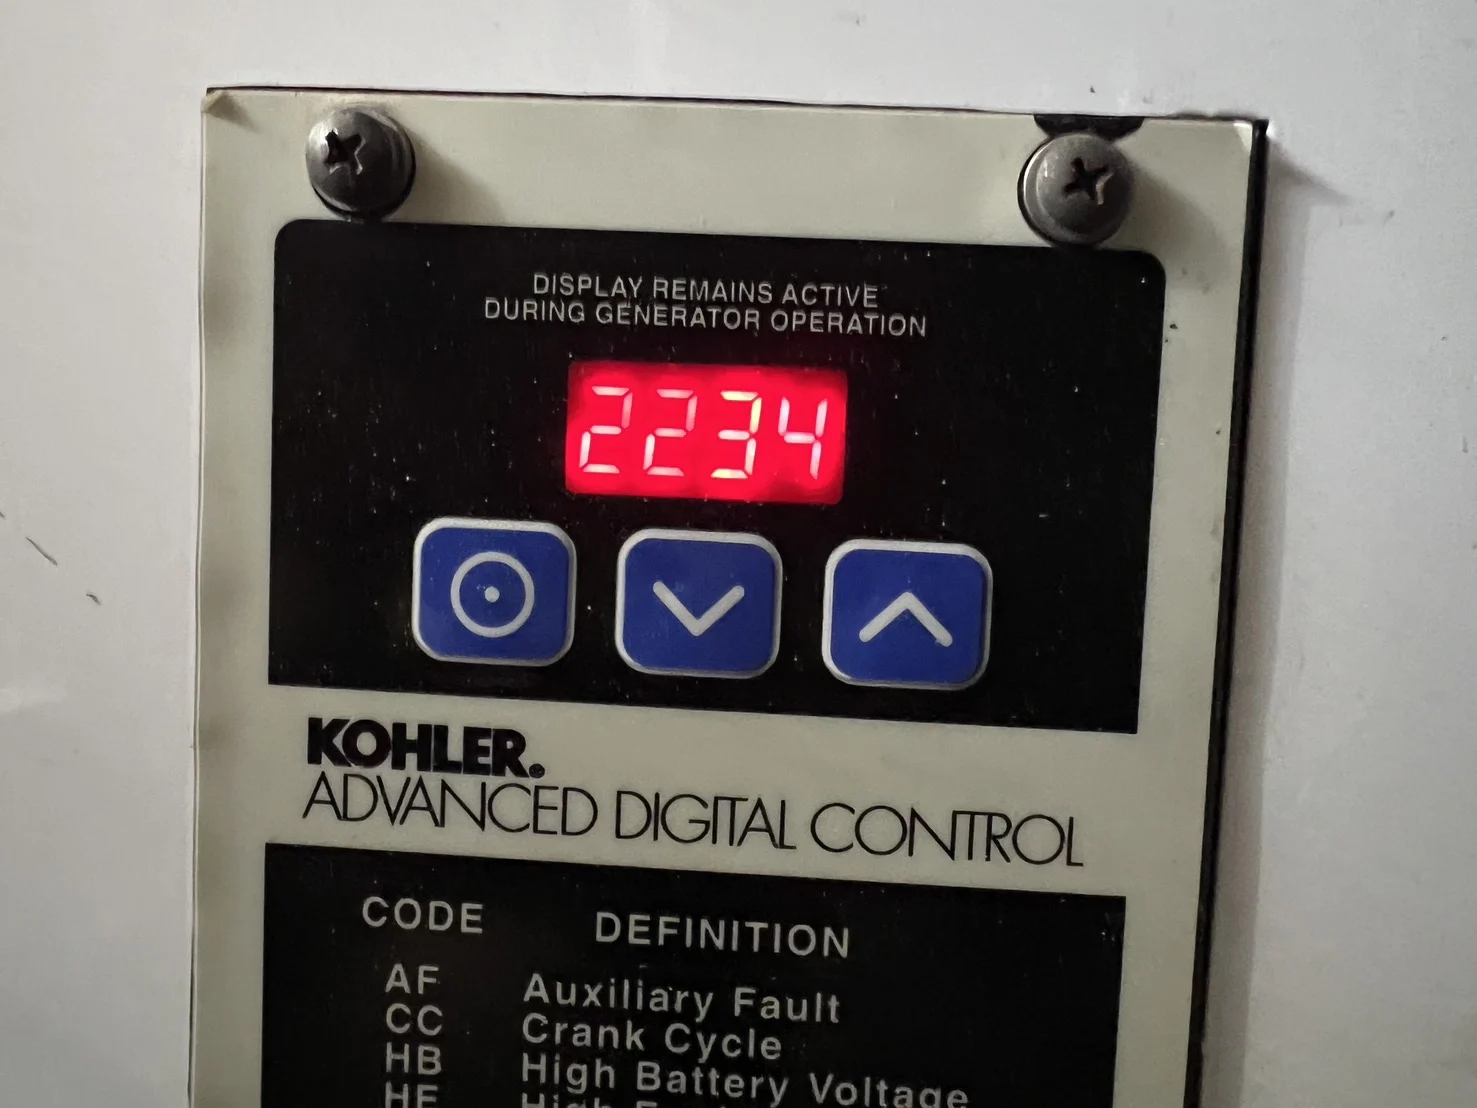 DISPLAY REMAINS ACTIVE
DURING GENERATOR OPERATION
2234
KOHLER®
ADVANCED DIGITAL CONTROL
CODE DEFINITION
AF Auxiliary Fault
CC Crank Cycle
HB High Battery Voltage
High